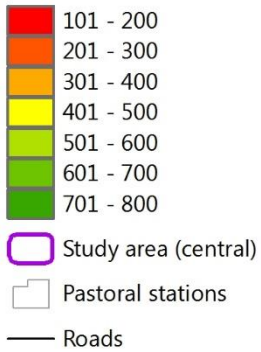 101 - 200
201 - 300
301 - 400
401 - 500
501 - 600
601 - 700
701 - 800
Study area (central)
Pastoral stations
Roads